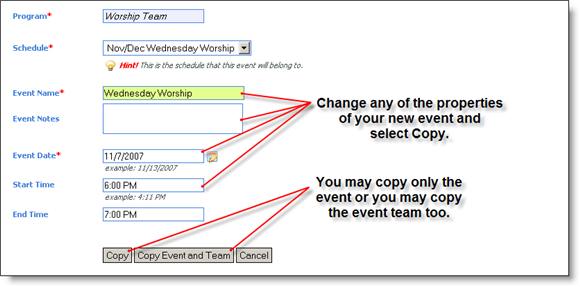 Program* Worship Team
Schedule* Nov/Dec Wednesday Worship
Hint! This is the schedule that this event will belong to.
Event Name* Wednesday Worship
Event Notes
Event Date* 11/7/2007
example: 11/13/2007
Start Time 6:00 PM
example: 4:11 PM
End Time 7:00 PM
Copy Copy Event and Team Cancel
Change any of the properties
of your new event and
select Copy.
You may copy only the
event or you may copy
the event team too.